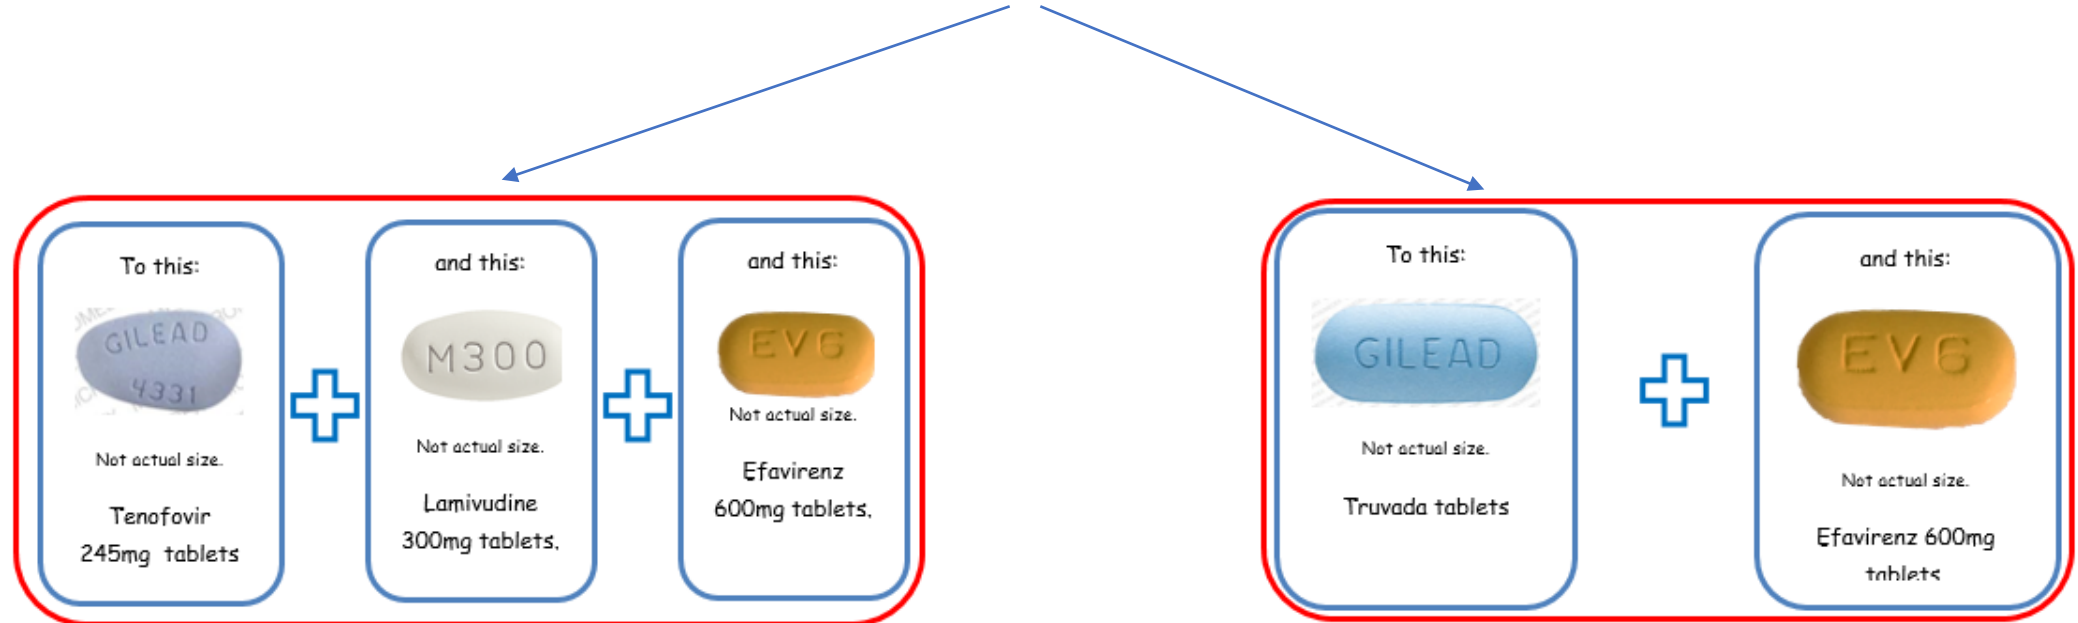 To this:
GILEAD
4331
Not actual size.
Tenofovir
245mg tablets
and this:
M300
Not actual size.
Lamivudine
300mg tablets.
and this:
EV6
Not actual size.
Efavirenz
600mg tablets.
To this:
GILEAD
Not actual size.
Truvada tablets
and this:
EV6
Not actual size.
Efavirenz 600mg
tablets